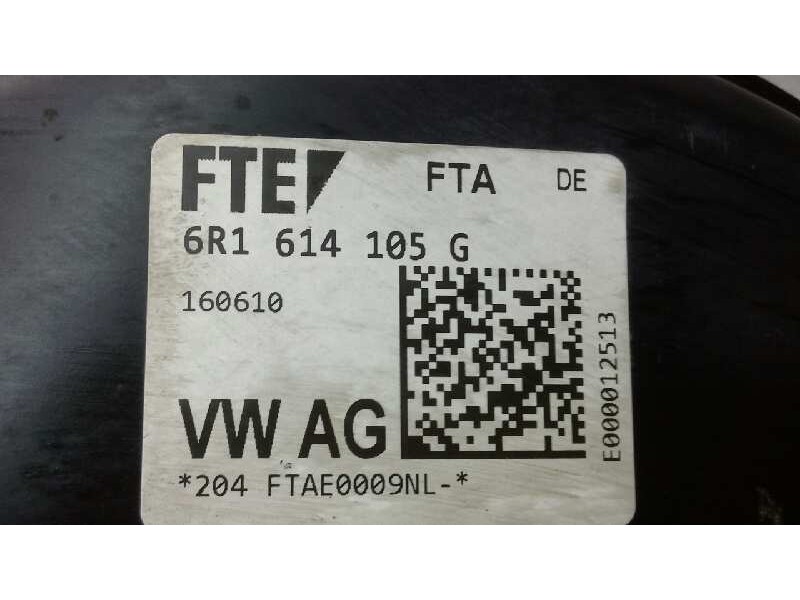 FTE FTA DE
6R1 614 105 G
160610
E000012513
VW AG
*204 FTAE0009NL-*